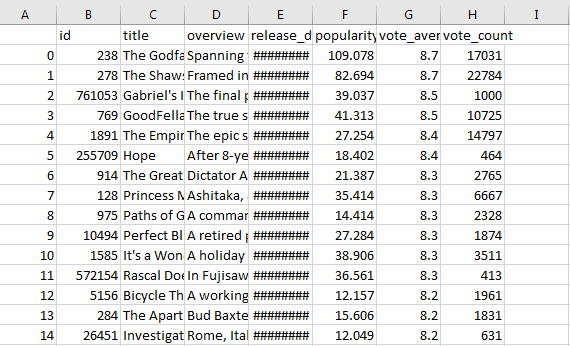 A B C D E F G H I
id title overview release_d popularity vote_aver vote_count
0 238 The Godfa Spanning ######## 109.078 8.7 17031
1 278 The Shaws Framed in ######## 82.694 8.7 22784
2 761053 Gabriel's I The final p ######## 39.037 8.5 1000
3 769 GoodFella The true s ######## 41.313 8.5 10725
4 1891 The Empir The epic s ######## 27.254 8.4 14797
5 255709 Hope After 8-ye ######## 18.402 8.4 464
6 914 The Great Dictator A ######## 21.387 8.3 2765
7 128 Princess M Ashitaka, ######## 35.414 8.3 6667
8 975 Paths of G A comman ######## 14.414 8.3 2328
9 10494 Perfect Bl A retired p ######## 27.284 8.3 1874
10 1585 It's a Won A holiday ######## 38.906 8.3 3511
11 572154 Rascal Doe In Fujisaw ######## 36.561 8.3 413
12 5156 Bicycle Th A working ######## 12.157 8.2 1961
13 284 The Apart Bud Baxte ######## 15.606 8.2 1831
14 26451 Investigat Rome, Ital ######## 12.049 8.2 631